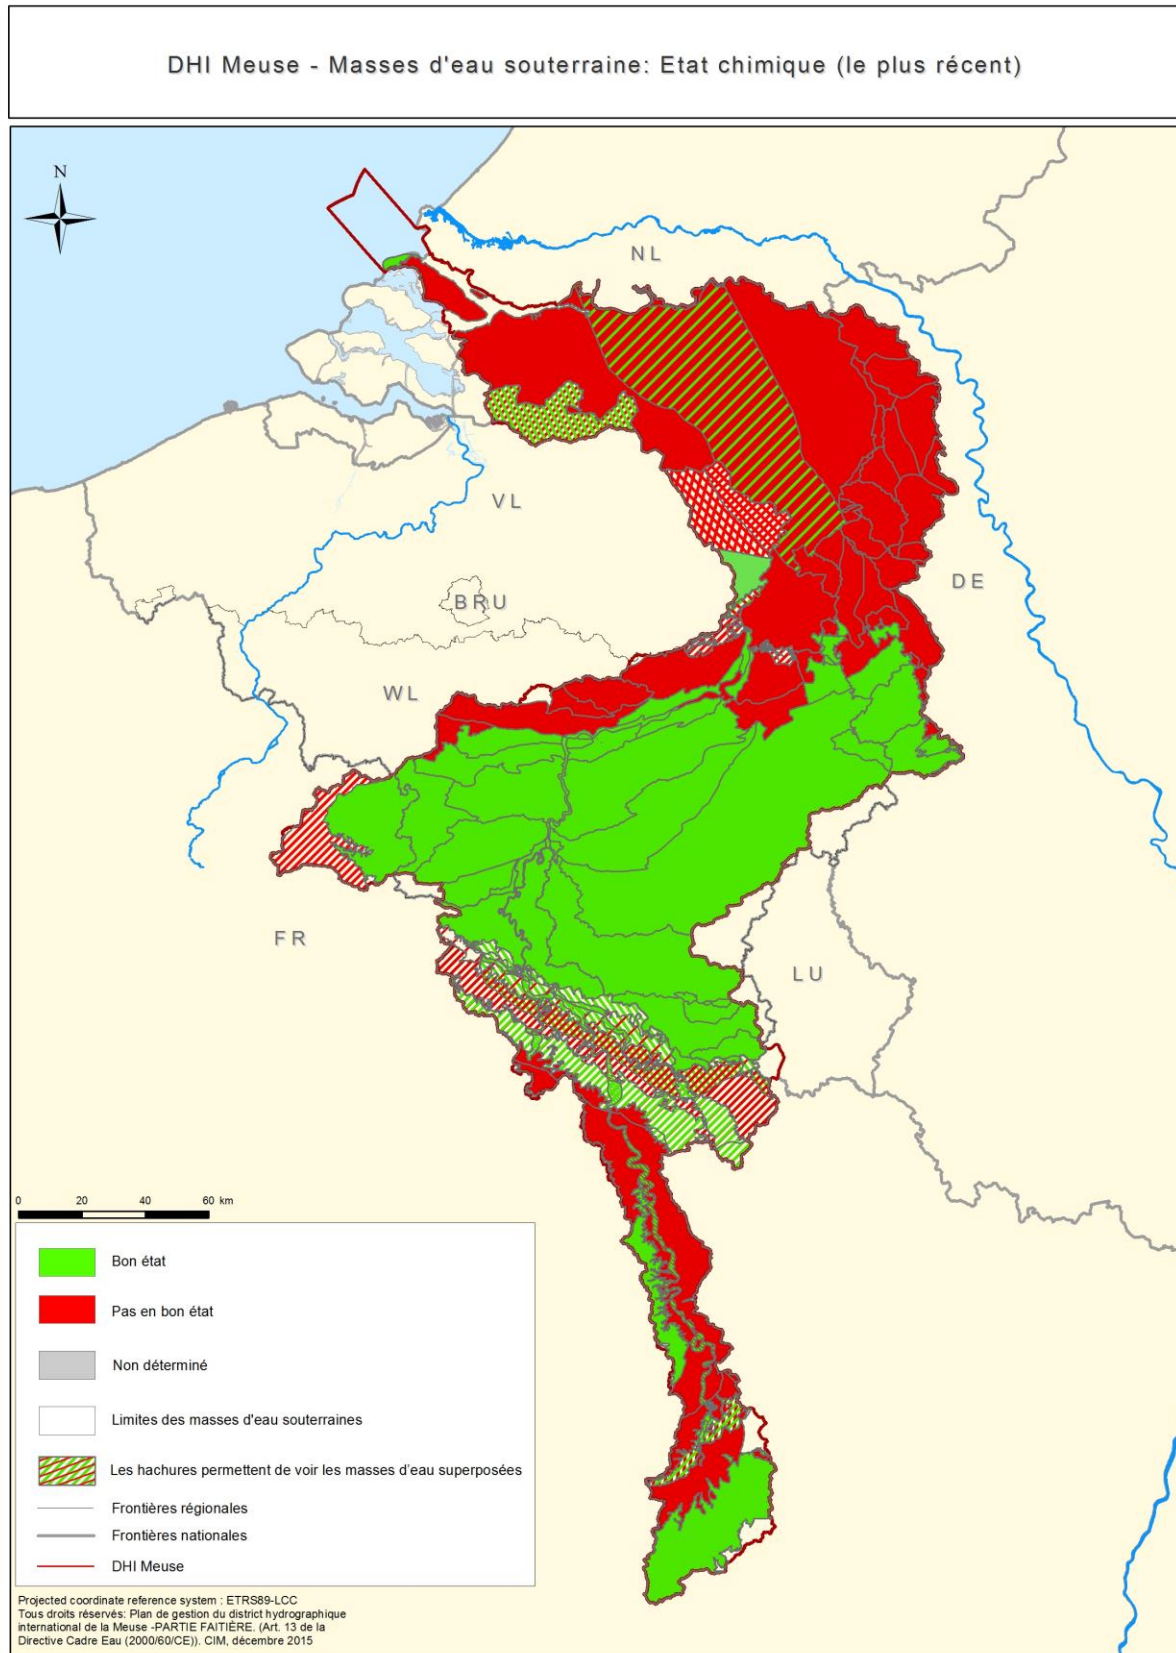 DHI Meuse - Masses d'eau souterraine: Etat chimique (le plus récent)
N
NL
VL
BRU
DE
WL
FR
LU
0 20 40 60 km
Bon état
Pas en bon état
Non déterminé
Limites des masses d'eau souterraines
Les hachures permettent de voir les masses d'eau superposées
Frontières régionales
Frontières nationales
DHI Meuse
Projected coordinate reference system : ETRS89-LCC
Tous droits réservés: Plan de gestion du district hydrographique
international de la Meuse -PARTIE FAITIÈRE. (Art. 13 de la
Directive Cadre Eau (2000/60/CE)). CIM, décembre 2015